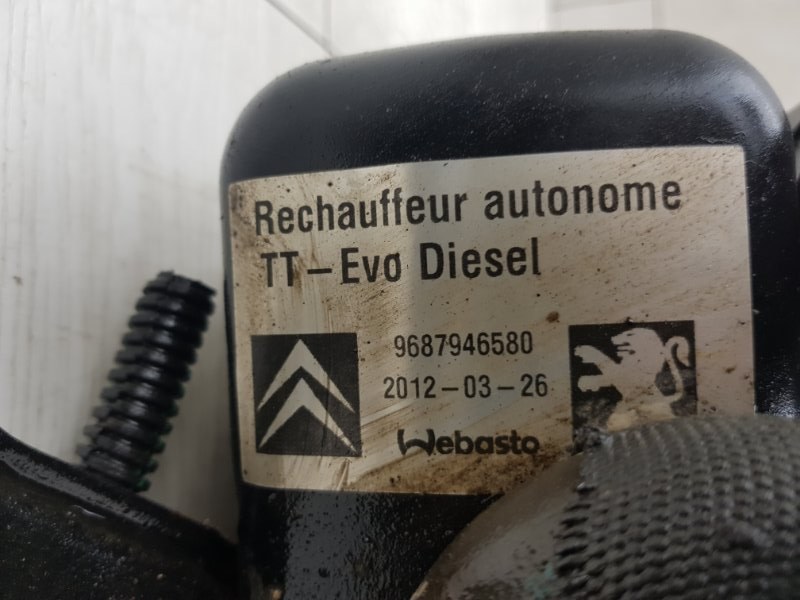 Rechauffeur autonome
TT-Evo Diesel
9687946580
2012-03-26
Webasto